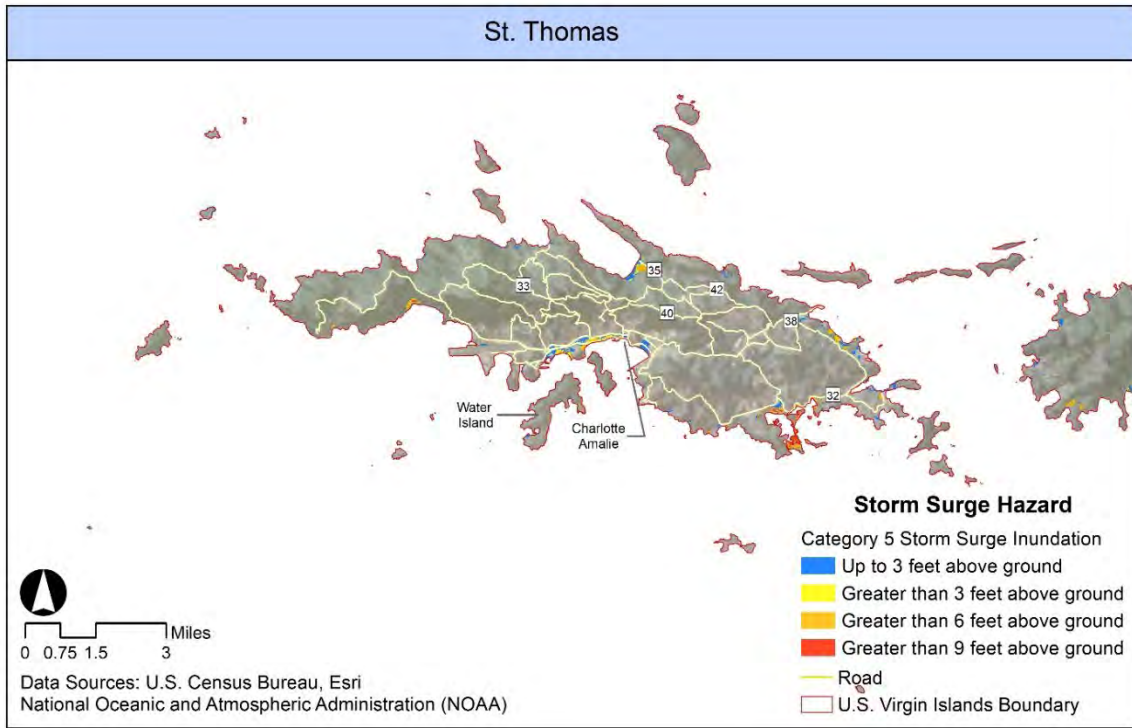 St. Thomas
35
33
42
40
38
32
Water
Island
Charlotte
Amalie
Storm Surge Hazard
Category 5 Storm Surge Inundation
Up to 3 feet above ground
Greater than 3 feet above ground
Greater than 6 feet above ground
Greater than 9 feet above ground
Road
U.S. Virgin Islands Boundary
Miles
0 0.75 1.5 3
Data Sources: U.S. Census Bureau, Esri
National Oceanic and Atmospheric Administration (NOAA)